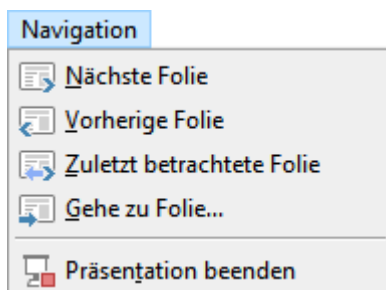 Navigation
Nächste Folie
Vorherige Folie
Zuletzt betrachtete Folie
Gehe zu Folie...
Präsentation beenden